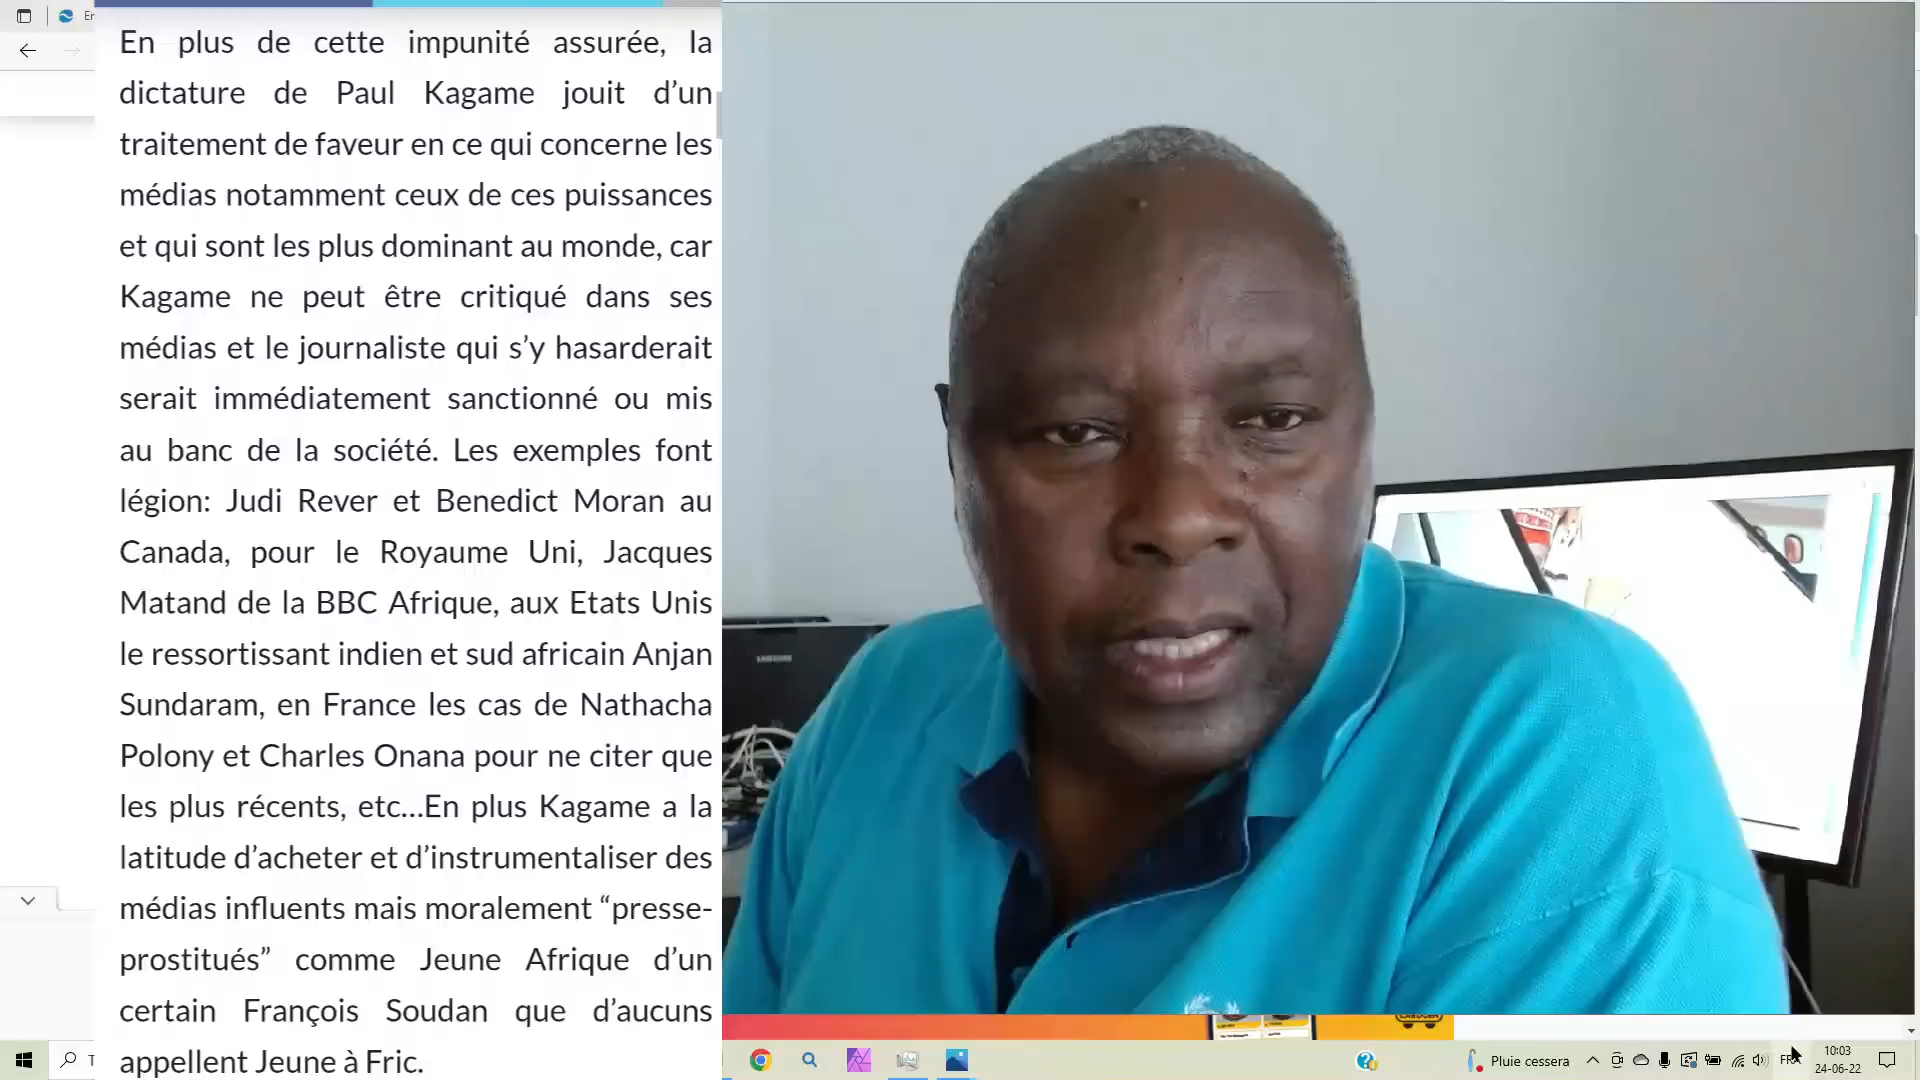 Er
En plus de cette impunité assurée, la
dictature de Paul Kagame jouit d’un
traitement de faveur en ce qui concerne les
médias notamment ceux de ces puissances
et qui sont les plus dominant au monde, car
Kagame ne peut être critiqué dans ses
médias et le journaliste qui s’y hasarderait
serait immédiatement sanctionné ou mis
au banc de la société. Les exemples font
légion: Judi Rever et Benedict Moran au
Canada, pour le Royaume Uni, Jacques
Matand de la BBC Afrique, aux Etats Unis
le ressortissant indien et sud africain Anjan
Sundaram, en France les cas de Nathacha
Polony et Charles Onana pour ne citer que
les plus récents, etc...En plus Kagame a la
latitude d’acheter et d’instrumentaliser des
médias influents mais moralement “presse-
prostitués” comme Jeune Afrique d’un
certain François Soudan que d’aucuns
appellent Jeune à Fric.
SAMSUNG
T
Pluie cessera
FRA
10:03
24-06-22